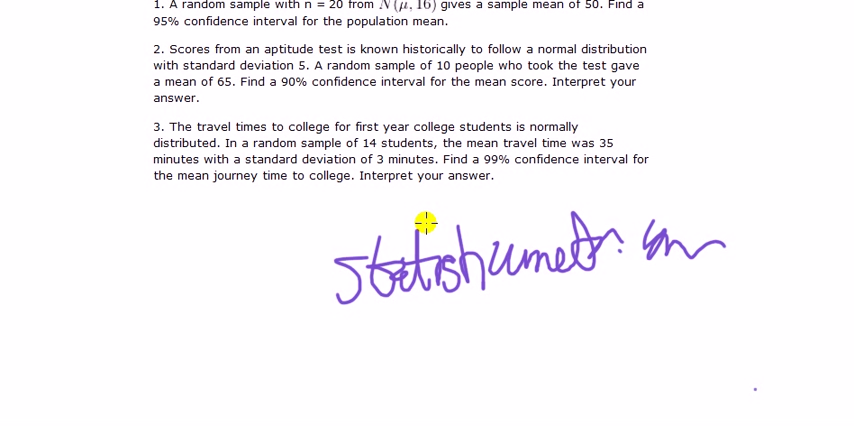 1. A random sample with n = 20 from N(μ, 16) gives a sample mean of 50. Find a
95% confidence interval for the population mean.
2. Scores from an aptitude test is known historically to follow a normal distribution
with standard deviation 5. A random sample of 10 people who took the test gave
a mean of 65. Find a 90% confidence interval for the mean score. Interpret your
answer.
3. The travel times to college for first year college students is normally
distributed. In a random sample of 14 students, the mean travel time was 35
minutes with a standard deviation of 3 minutes. Find a 99% confidence interval for
the mean journey time to college. Interpret your answer.